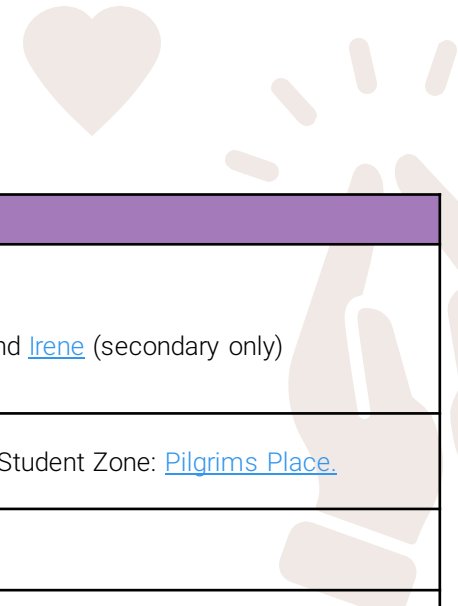 nd Irene (secondary only)
Student Zone: Pilgrims Place.